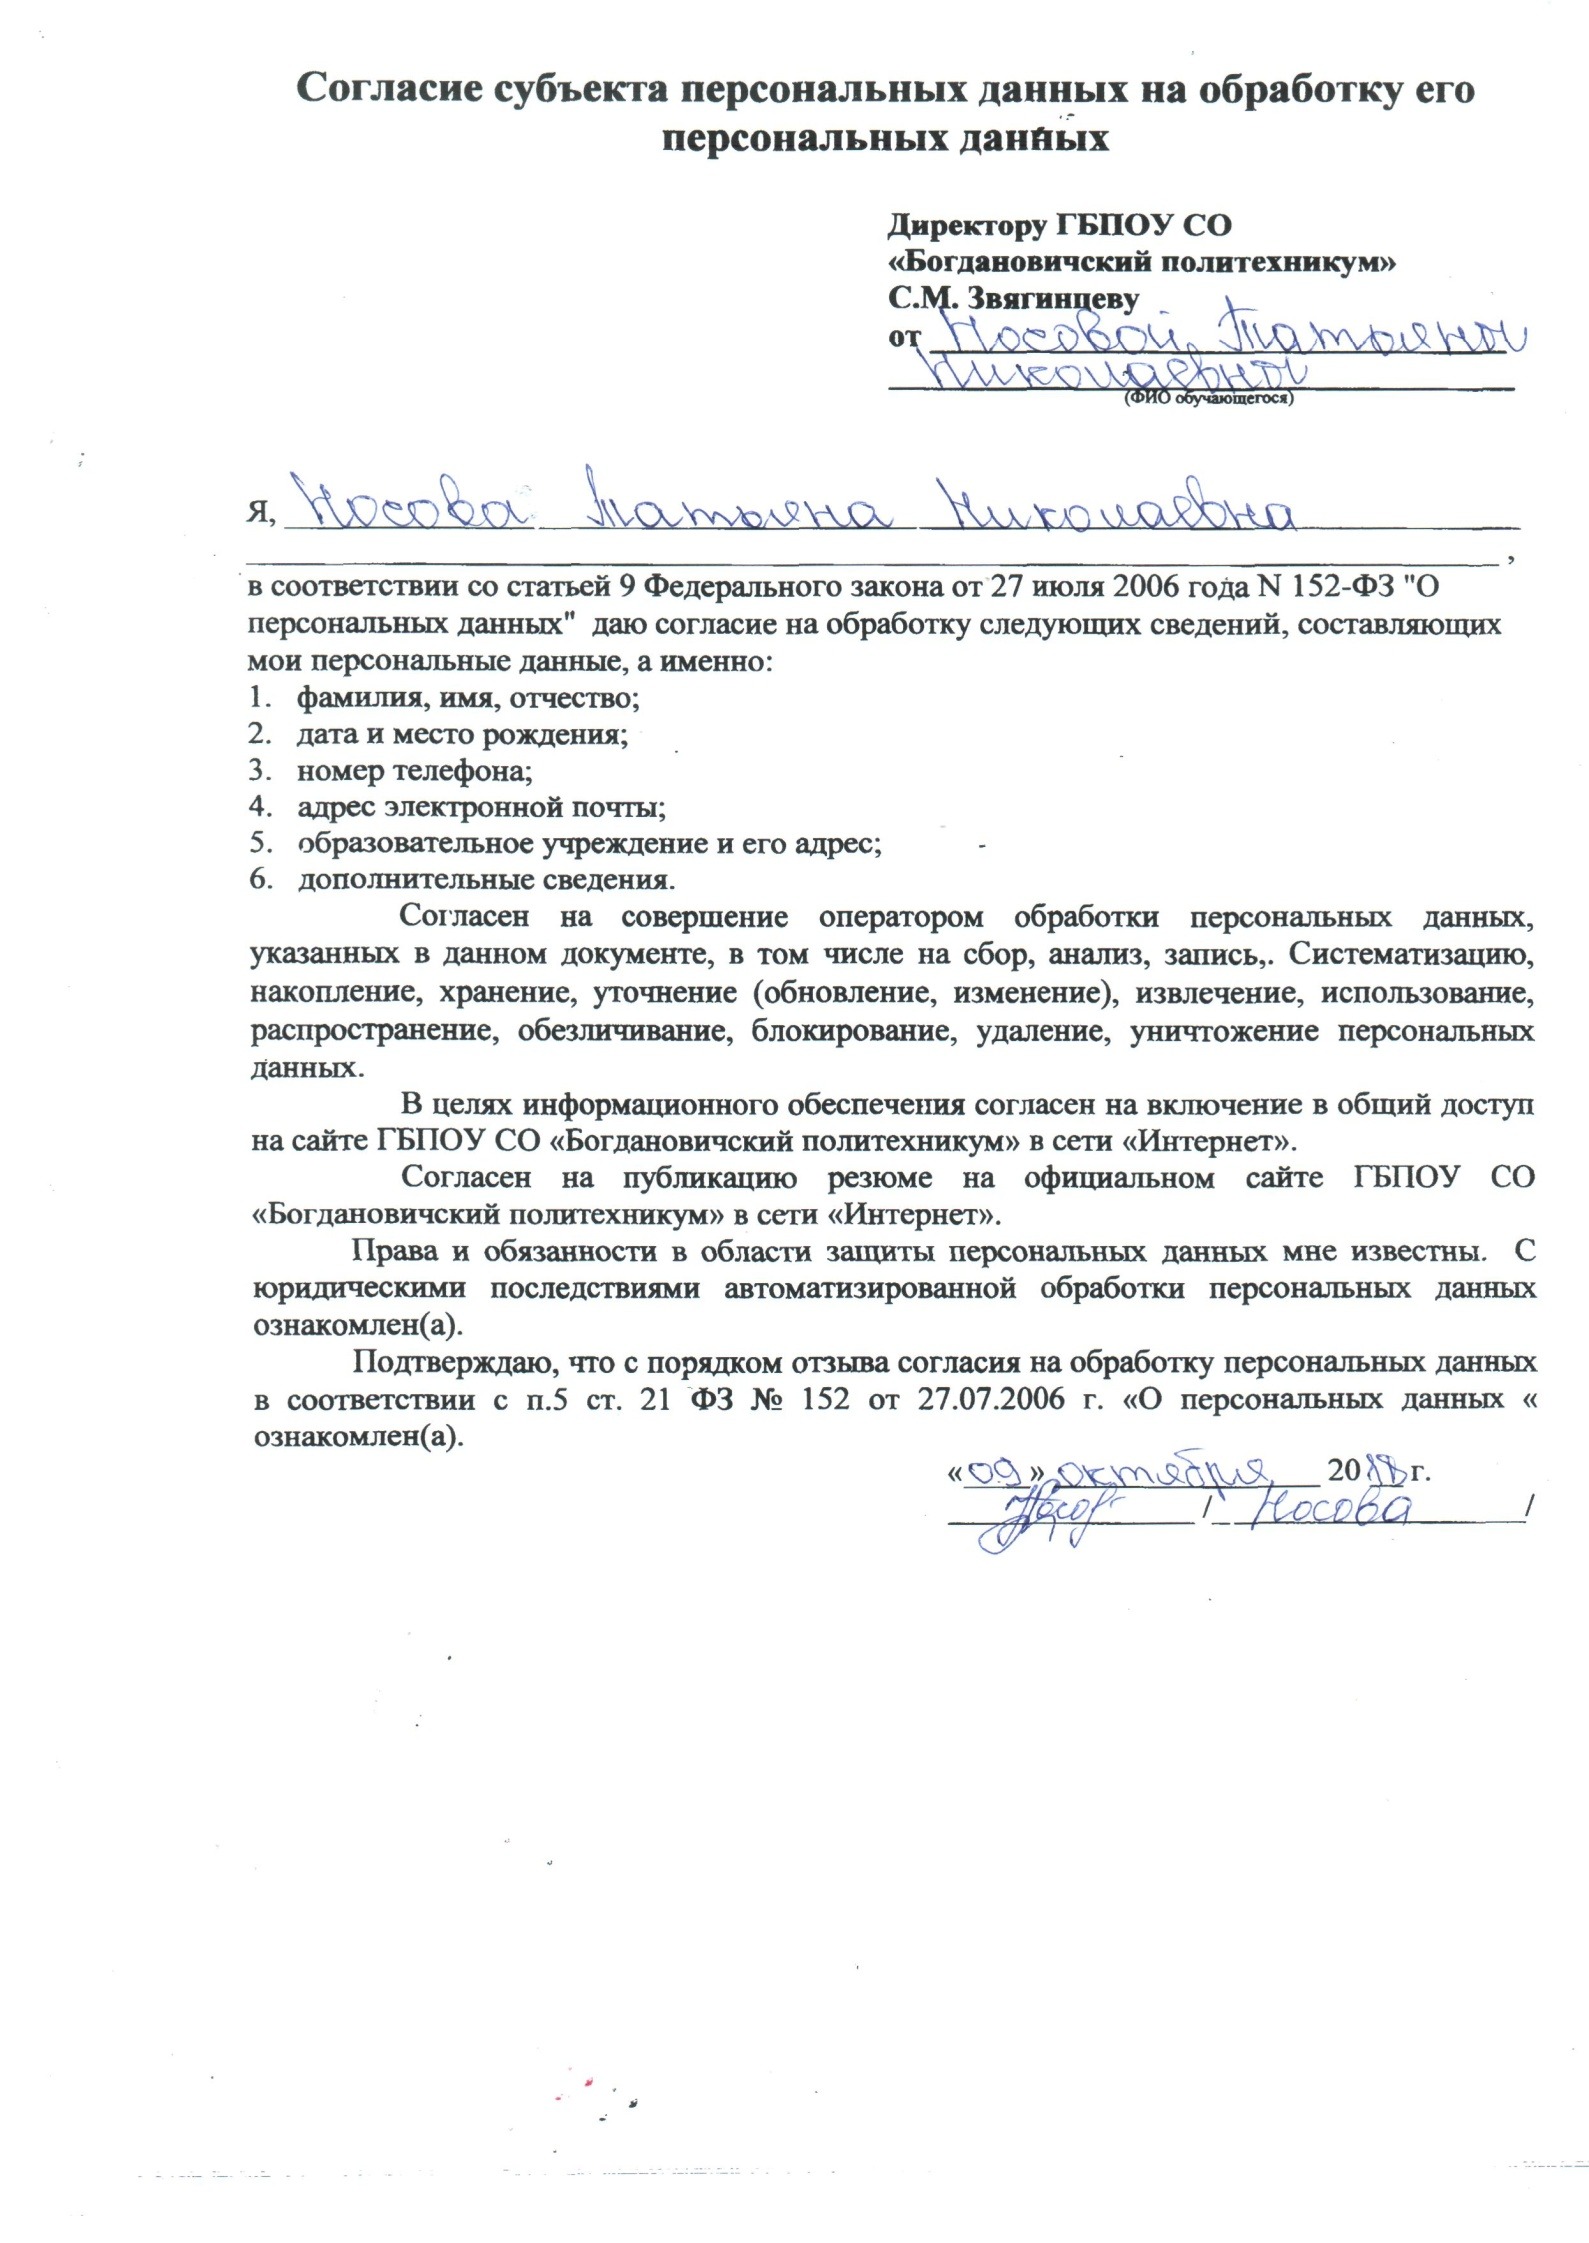 Согласие субъекта персональных данных на обработку его
персональных данных
Директору ГБПОУ СО
«Богдановичский политехникум»
С.М. Звягинцеву
от Носовой Татьяны
Николаевны
(ФИО обучающегося)
Я, Носова Татьяна Николаевна
,
в соответствии со статьей 9 Федерального закона от 27 июля 2006 года N 152-ФЗ "О
персональных данных" даю согласие на обработку следующих сведений, составляющих
мои персональные данные, а именно:
1. фамилия, имя, отчество;
2. дата и место рождения;
3. номер телефона;
4. адрес электронной почты;
5. образовательное учреждение и его адрес;
6. дополнительные сведения.
Согласен на совершение оператором обработки персональных данных,
указанных в данном документе, в том числе на сбор, анализ, запись,. Систематизацию,
накопление, хранение, уточнение (обновление, изменение), извлечение, использование,
распространение, обезличивание, блокирование, удаление, уничтожение персональных
данных.
В целях информационного обеспечения согласен на включение в общий доступ
на сайте ГБПОУ СО «Богдановичский политехникум» в сети «Интернет».
Согласен на публикацию резюме на официальном сайте ГБПОУ СО
«Богдановичский политехникум» в сети «Интернет».
Права и обязанности в области защиты персональных данных мне известны. С
юридическими последствиями автоматизированной обработки персональных данных
ознакомлен(а).
Подтверждаю, что с порядком отзыва согласия на обработку персональных данных
в соответствии с п.5 ст. 21 ФЗ № 152 от 27.07.2006 г. «О персональных данных «
ознакомлен(а).
«09» октября 20 г.
/ Носова /